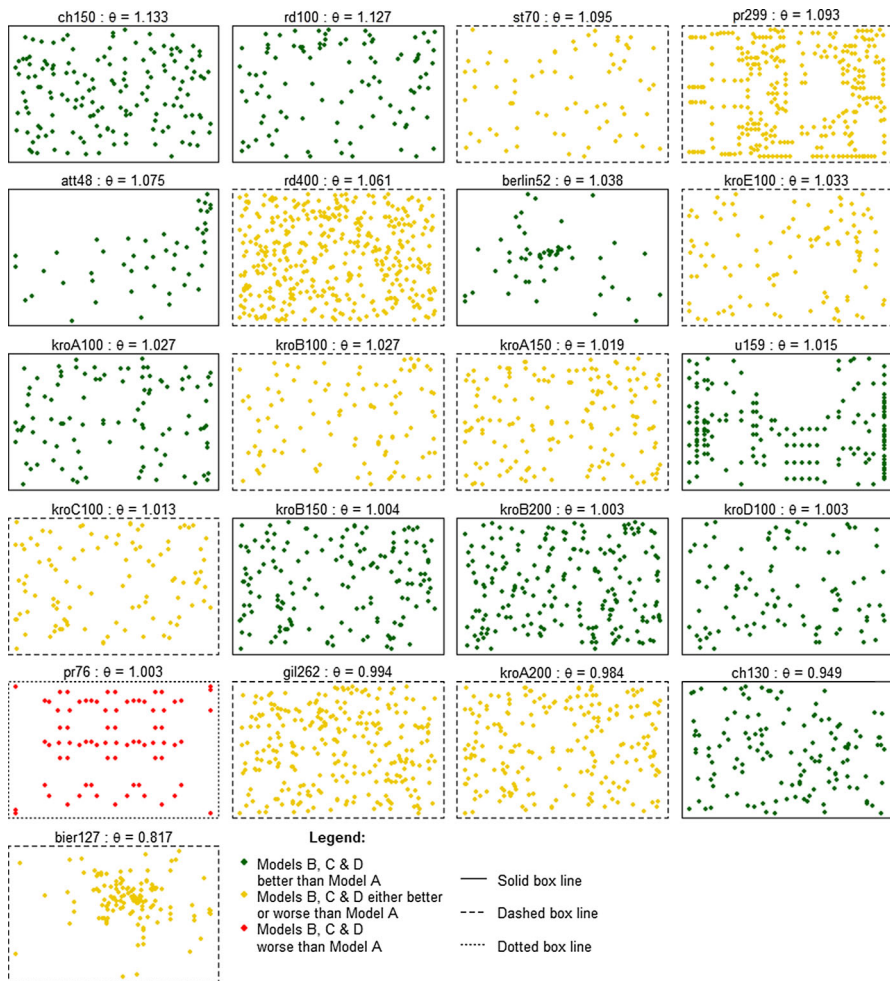 ch150 : θ = 1.133
rd100 : θ = 1.127
st70 : θ = 1.095
pr299 : θ = 1.093
att48 : θ = 1.075
rd400 : θ = 1.061
berlin52 : θ = 1.038
kroE100 : θ = 1.033
kroA100 : θ = 1.027
kroB100 : θ = 1.027
kroA150 : θ = 1.019
u159 : θ = 1.015
kroC100 : θ = 1.013
kroB150 : θ = 1.004
kroB200 : θ = 1.003
kroD100 : θ = 1.003
pr76 : θ = 1.003
gil262 : θ = 0.994
kroA200 : θ = 0.984
ch130 : θ = 0.949
bier127 : θ = 0.817
Legend:
Models B, C & D
better than Model A
Models B, C & D either better
or worse than Model A
Models B, C & D
worse than Model A
Solid box line
Dashed box line
Dotted box line